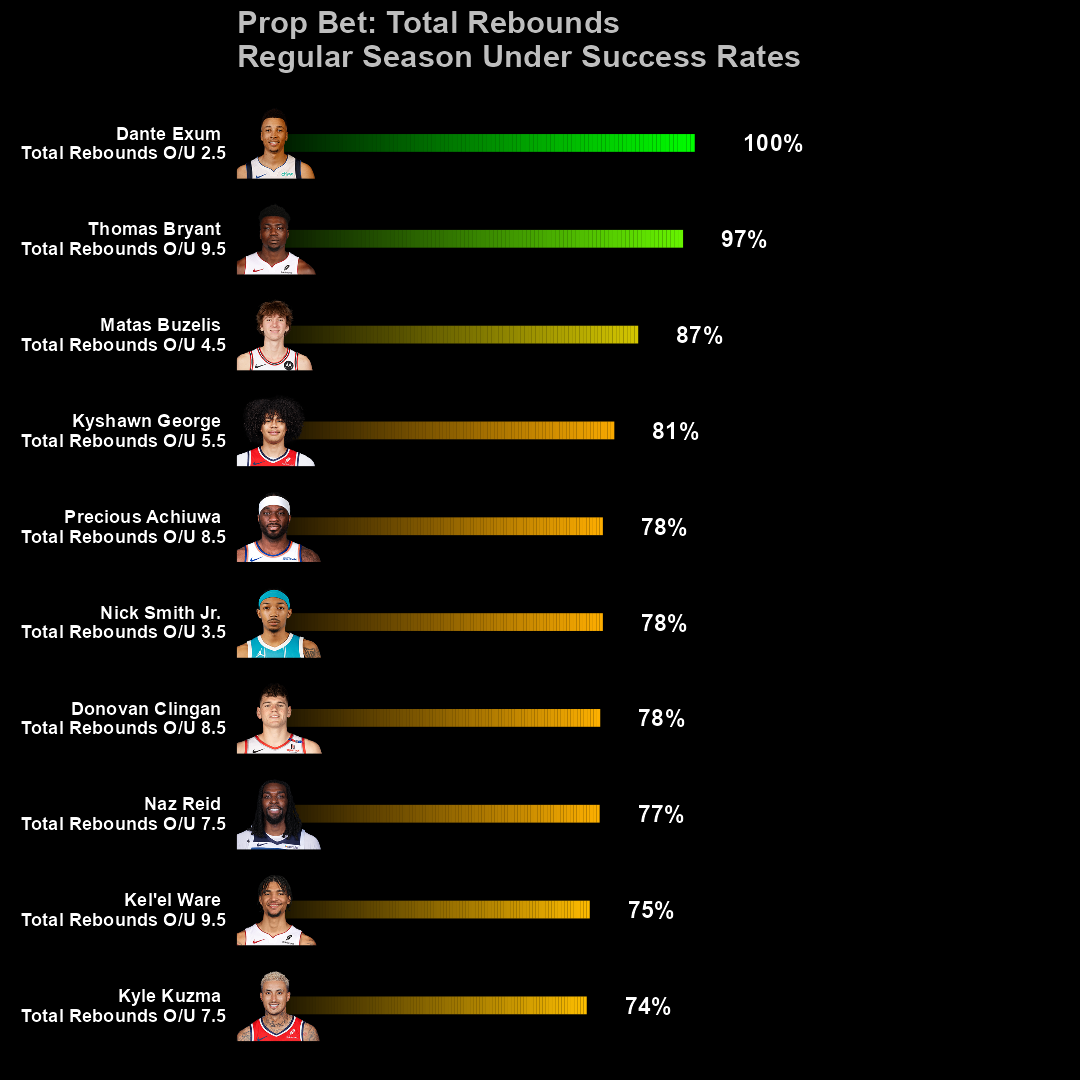 Prop Bet: Total Rebounds
Regular Season Under Success Rates
Dante Exum
Total Rebounds O/U 2.5
100%
Thomas Bryant
Total Rebounds O/U 9.5
97%
Matas Buzelis
Total Rebounds O/U 4.5
87%
Kyshawn George
Total Rebounds O/U 5.5
81%
Precious Achiuwa
Total Rebounds O/U 8.5
78%
Nick Smith Jr.
Total Rebounds O/U 3.5
78%
Donovan Clingan
Total Rebounds O/U 8.5
78%
Naz Reid
Total Rebounds O/U 7.5
77%
Kel'el Ware
Total Rebounds O/U 9.5
75%
Kyle Kuzma
Total Rebounds O/U 7.5
74%